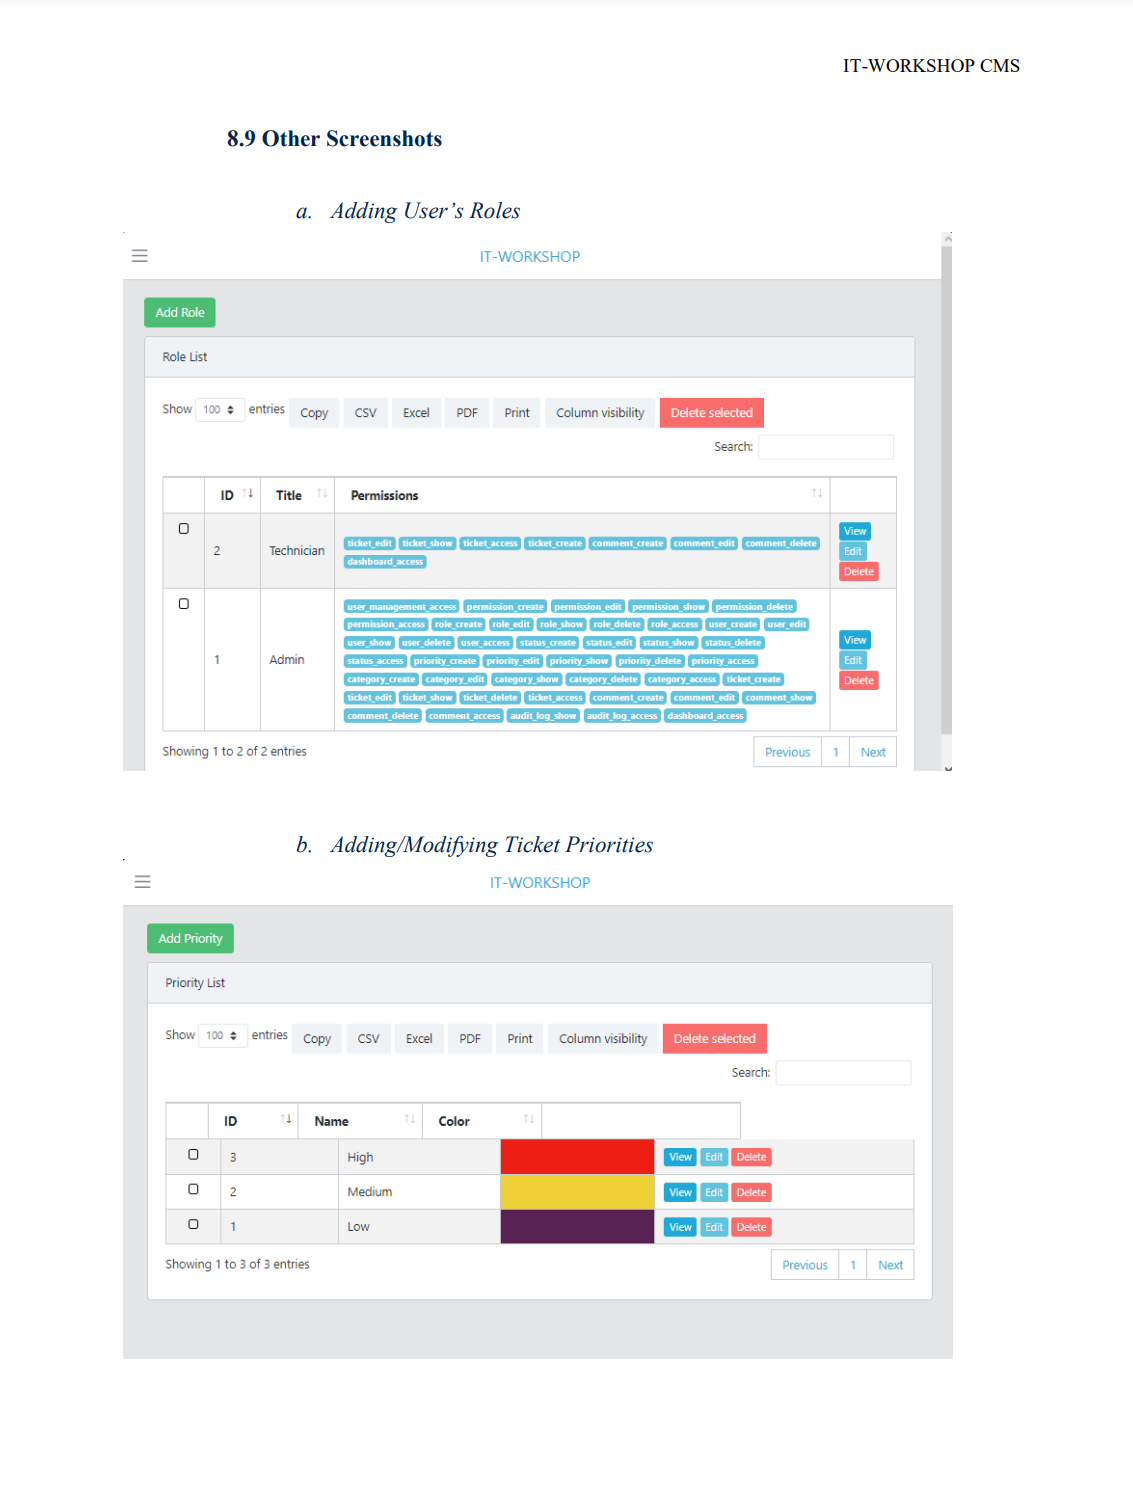 IT-WORKSHOP CMS
8.9 Other Screenshots
a. Adding User’s Roles
IT-WORKSHOP
Add Role
Role List
Show 100 entries Copy CSV Excel PDF Print Column visibility Delete selected
Search:
ID Title Permissions
2 Technician
ticket_edit ticket_show ticket_access ticket_create comment_create comment_edit comment_delete
dashboard_access
View
Edit
Delete
1 Admin
user_management_access permission_create permission_edit permission_show permission_delete
permission_access role_create role_edit role_show role_delete role_access user_create user_edit
user_show user_delete user_access status_create status_edit status_show status_delete
status_access priority_create priority_edit priority_show priority_delete priority_access
category_create category_edit category_show category_delete category_access ticket_create
ticket_edit ticket_show ticket_delete ticket_access comment_create comment_edit comment_show
comment_delete comment_access audit_log_show audit_log_access dashboard_access
View
Edit
Delete
Showing 1 to 2 of 2 entries Previous 1 Next
b. Adding/Modifying Ticket Priorities
IT-WORKSHOP
Add Priority
Priority List
Show 100 entries Copy CSV Excel PDF Print Column visibility Delete selected
Search:
ID Name Color
3 High View Edit Delete
2 Medium View Edit Delete
1 Low View Edit Delete
Showing 1 to 3 of 3 entries Previous 1 Next